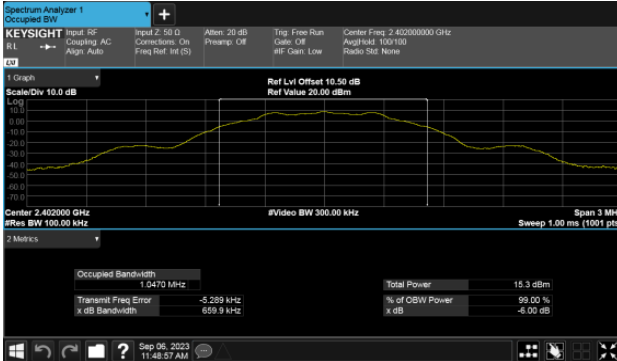 Spectrum Analyzer 1
Occupied BW
KEYSIGHT Input: RF Input Z: 50 Ω Atten: 20 dB Trig: Free Run Center Freq: 2.402000000 GHz
RL Coupling: AC Corrections: On Preamp: Off Gate: Off Avg|Hold: 100/100
Align: Auto Freq Ref: Int (S) #IF Gain: Low Radio Std: None
LXI
1 Graph Ref Lvl Offset 10.50 dB
Scale/Div 10.0 dB Ref Value 20.00 dBm
Log
10.0
0.00
-10.0
-20.0
-30.0
-40.0
-50.0
-60.0
-70.0
Center 2.402000 GHz #Video BW 300.00 kHz Span 3 MH
#Res BW 100.00 kHz Sweep 1.00 ms (1001 pts
2 Metrics
Occupied Bandwidth
1.0470 MHz Total Power 15.3 dBm
Transmit Freq Error -5.289 kHz % of OBW Power 99.00 %
x dB Bandwidth 659.9 kHz x dB -6.00 dB
Sep 06, 2023
11:48:57 AM